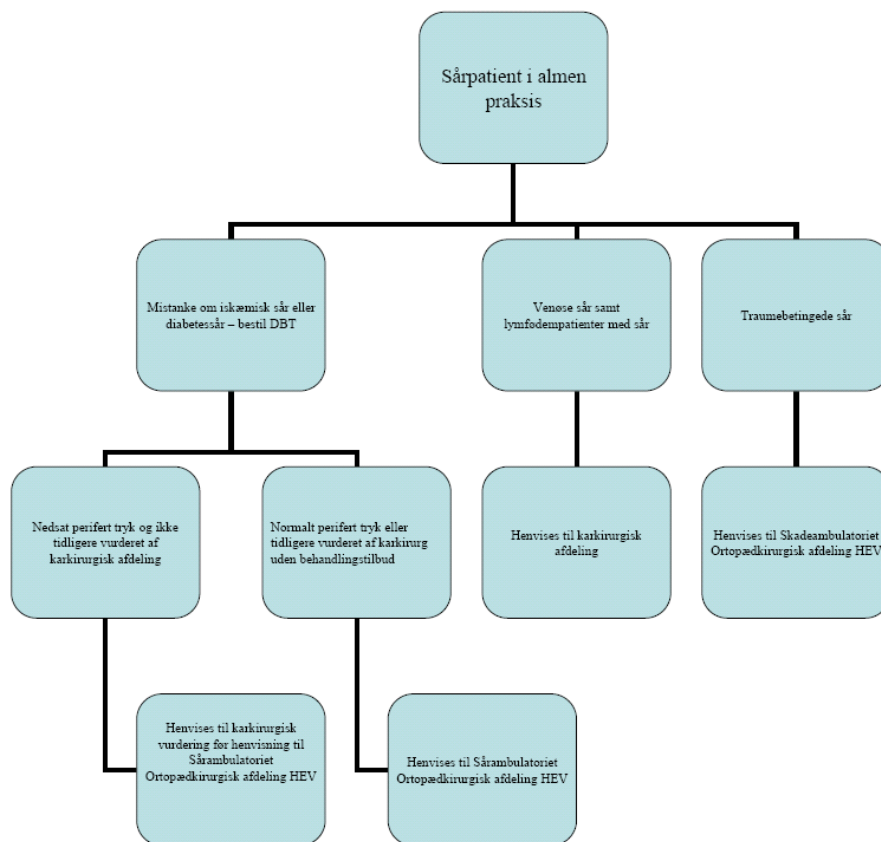 Sårpatient i almen
praksis
Mistanke om iskæmisk sår eller
diabetessår – bestil DBT
Venøse sår samt
lymfødempatienter med sår
Traumebetingede sår
Nedsat perifert tryk og ikke
tidligere vurderet af
karkirurgisk afdeling
Normalt perifert tryk eller
tidligere vurderet af karkirurg
uden behandlingstilbud
Henvises til karkirurgisk
afdeling
Henvises til Skadeambulatoriet
Ortopædkirurgisk afdeling HEV
Henvises til karkirurgisk
vurdering før henvisning til
Sårambulatoriet
Ortopædkirurgisk afdeling HEV
Henvises til Sårambulatoriet
Ortopædkirurgisk afdeling HEV